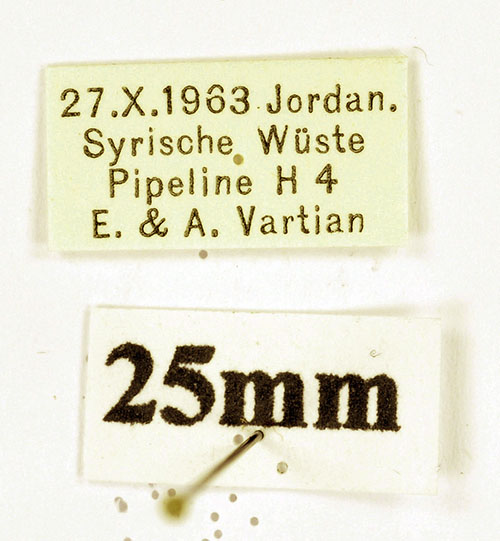 27.X.1963 Jordan.
Syrische Wüste
Pipeline H 4
E. & A. Vartian
25mm